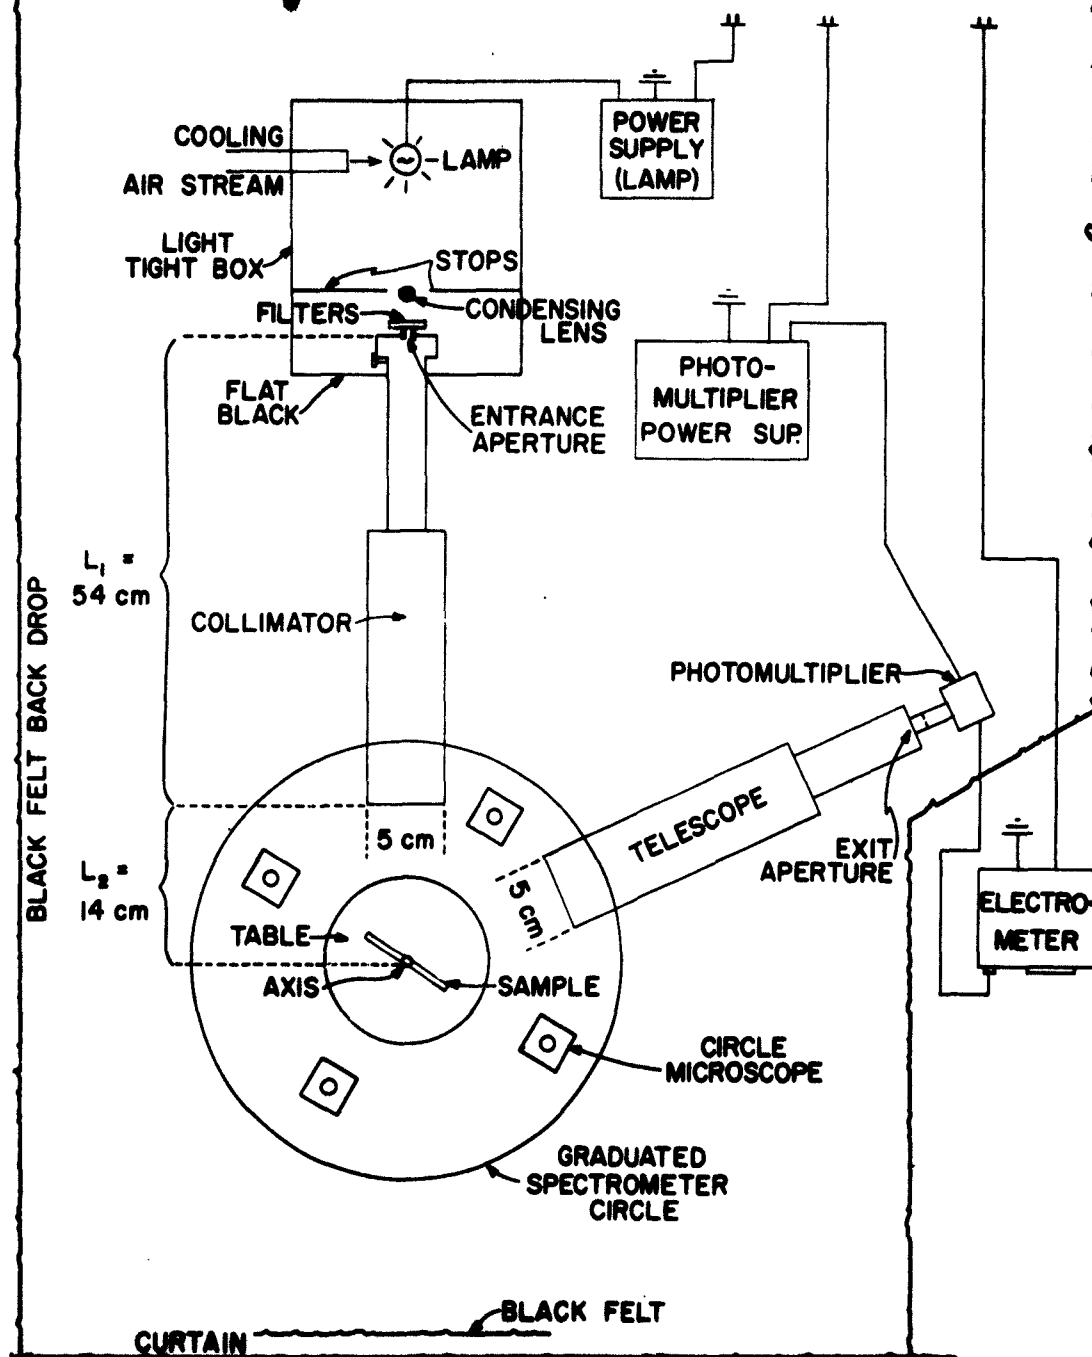 COOLING
AIR STREAM
LAMP
POWER
SUPPLY
(LAMP)
LIGHT
TIGHT BOX
STOPS
FILTERS
CONDENSING
LENS
FLAT
BLACK
ENTRANCE
APERTURE
PHOTO-
MULTIPLIER
POWER SUP.
L₁ =
54 cm
COLLIMATOR
BLACK FELT BACK DROP
PHOTOMULTIPLIER
TELESCOPE
EXIT
APERTURE
5 cm
5 cm
L₂ =
14 cm
TABLE
AXIS
SAMPLE
ELECTRO-
METER
CIRCLE
MICROSCOPE
GRADUATED
SPECTROMETER
CIRCLE
BLACK FELT
CURTAIN